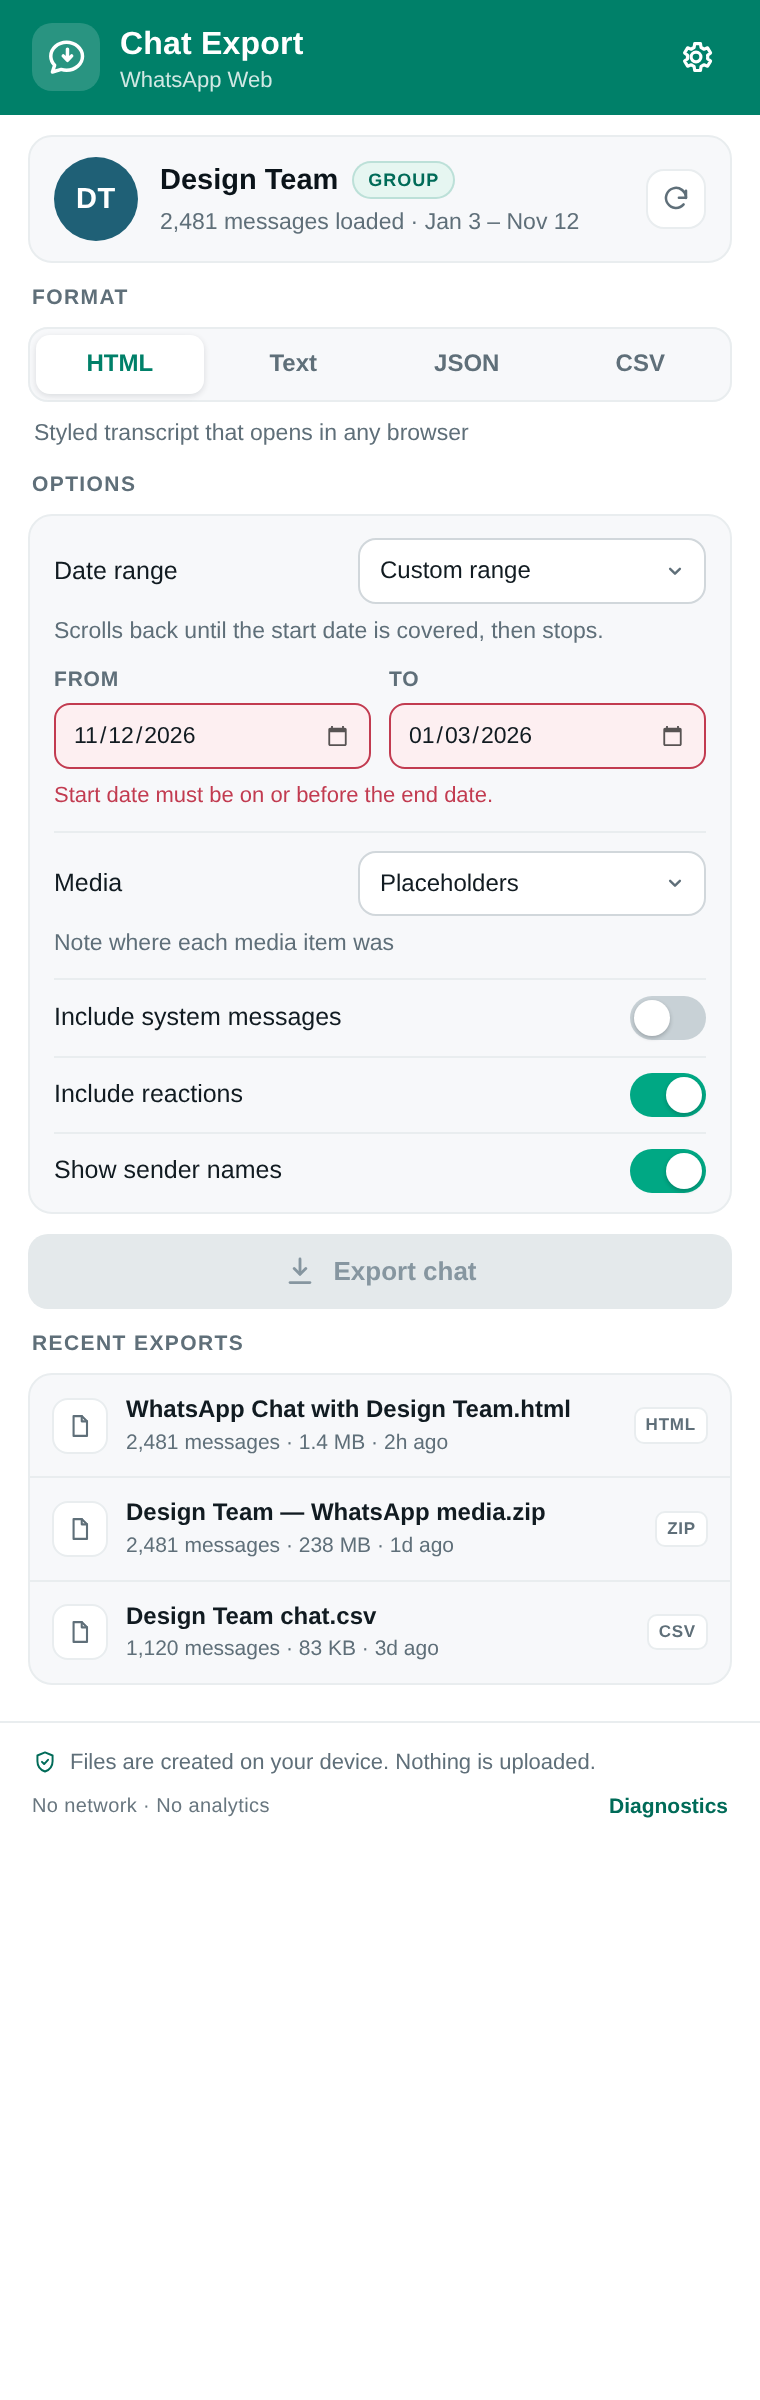 Chat Export
WhatsApp Web
DT
Design Team GROUP
2,481 messages loaded · Jan 3 – Nov 12
FORMAT
HTML Text JSON CSV
Styled transcript that opens in any browser
OPTIONS
Date range Custom range
Scrolls back until the start date is covered, then stops.
FROM TO
11/12/2026 01/03/2026
Start date must be on or before the end date.
Media Placeholders
Note where each media item was
Include system messages
Include reactions
Show sender names
Export chat
RECENT EXPORTS
WhatsApp Chat with Design Team.html
2,481 messages · 1.4 MB · 2h ago
HTML
Design Team — WhatsApp media.zip
2,481 messages · 238 MB · 1d ago
ZIP
Design Team chat.csv
1,120 messages · 83 KB · 3d ago
CSV
Files are created on your device. Nothing is uploaded.
No network · No analytics Diagnostics